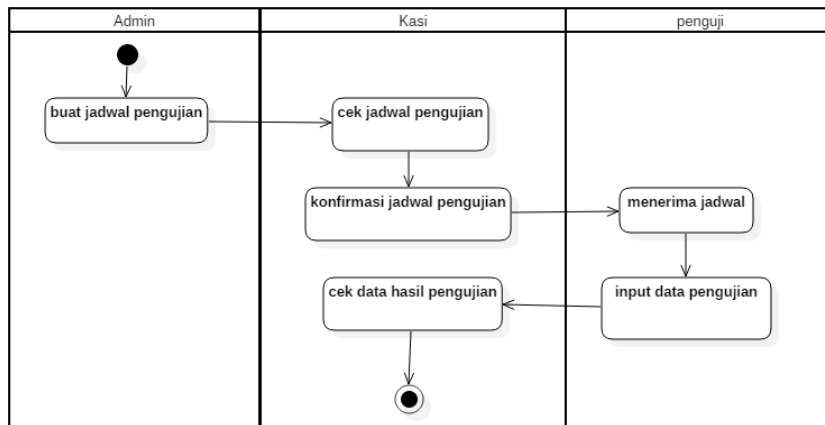 Admin
Kasi
penguji
buat jadwal pengujian
cek jadwal pengujian
konfirmasi jadwal pengujian
menerima jadwal
cek data hasil pengujian
input data pengujian